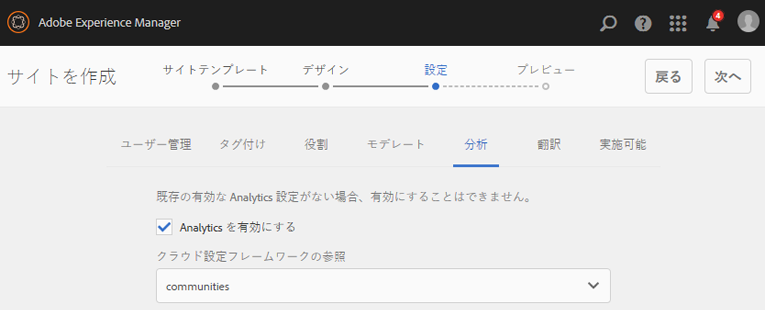 Adobe Experience Manager
4
サイトを作成
サイトテンプレート デザイン 設定 プレビュー
戻る 次へ
ユーザー管理 タグ付け 役割 モデレート 分析 翻訳 実施可能
既存の有効な Analytics 設定がない場合、有効にすることはできません。
Analytics を有効にする
クラウド設定フレームワークの参照
communities